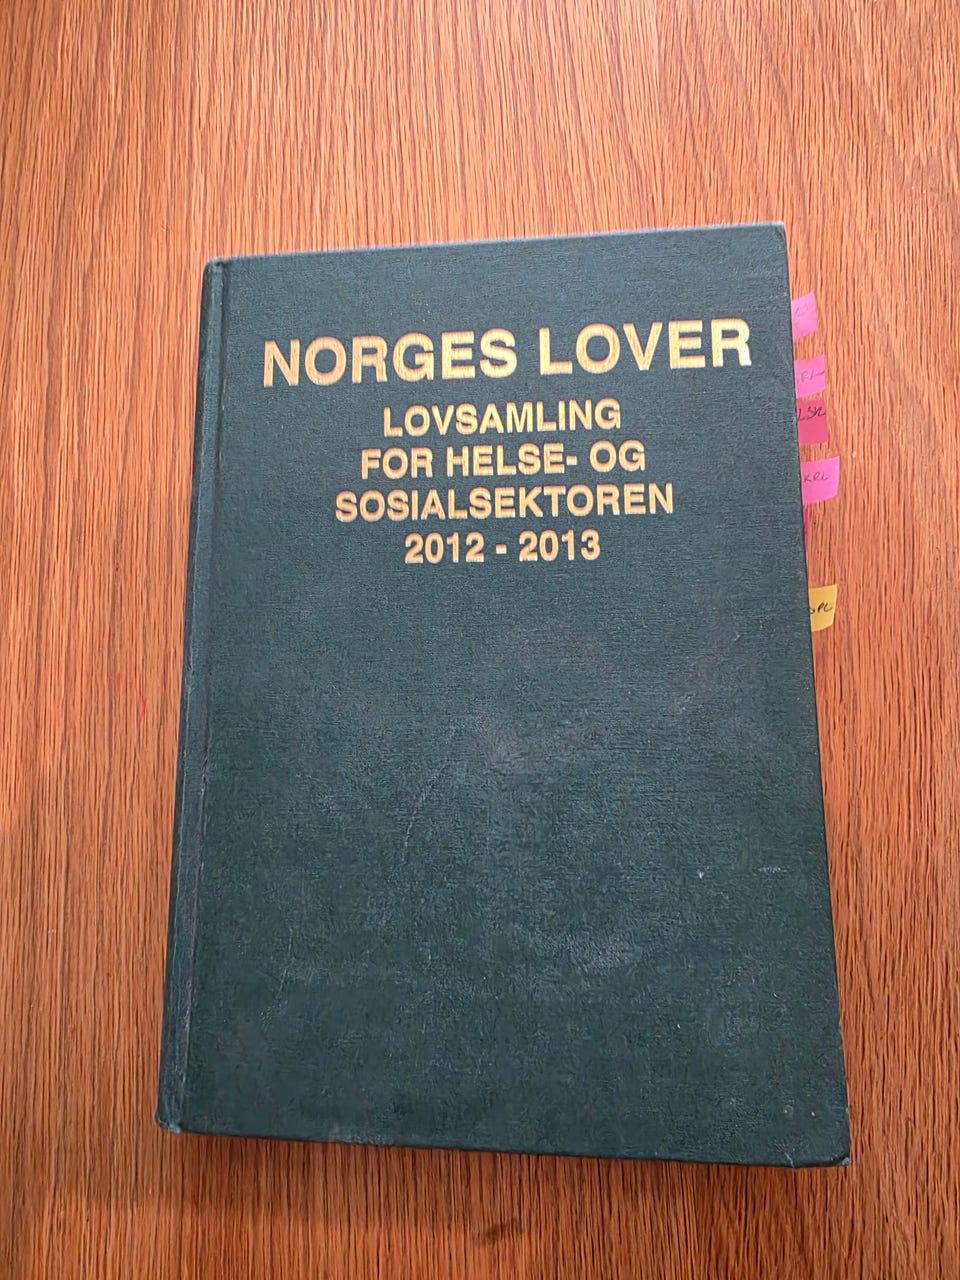 NORGES LOVER
LOVSAMLING
FOR HELSE- OG
SOSIALSEKTOREN
2012 - 2013